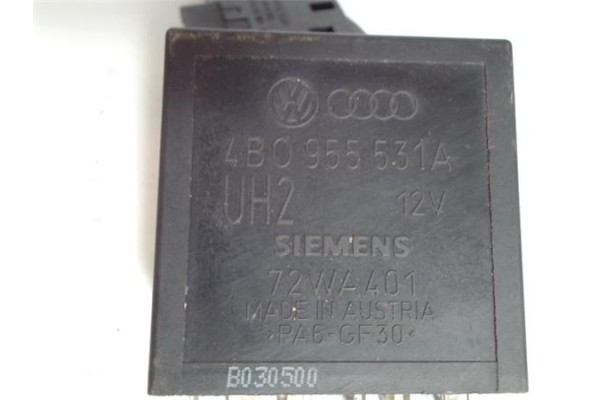 4B0 955 531A
UH2 12V
SIEMENS
72WA401
MADE IN AUSTRIA
>PA6-GF30<
B030500